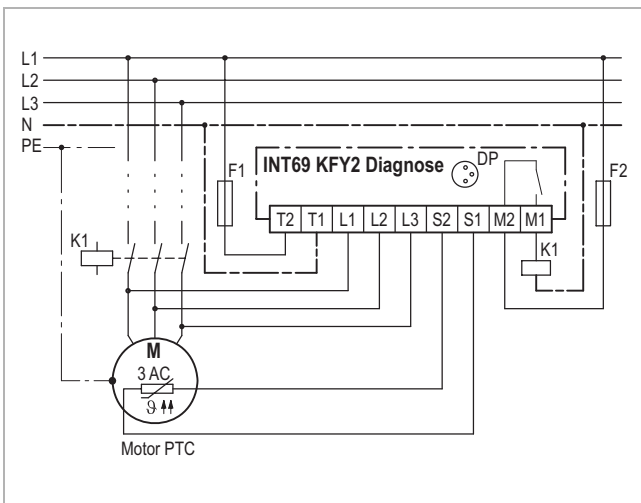 L1
L2
L3
N
PE
INT69 KFY2 Diagnose
DP
F1
F2
T2 T1 L1 L2 L3 S2 S1 M2 M1
K1
K1
M
3 AC
ϑ
Motor PTC